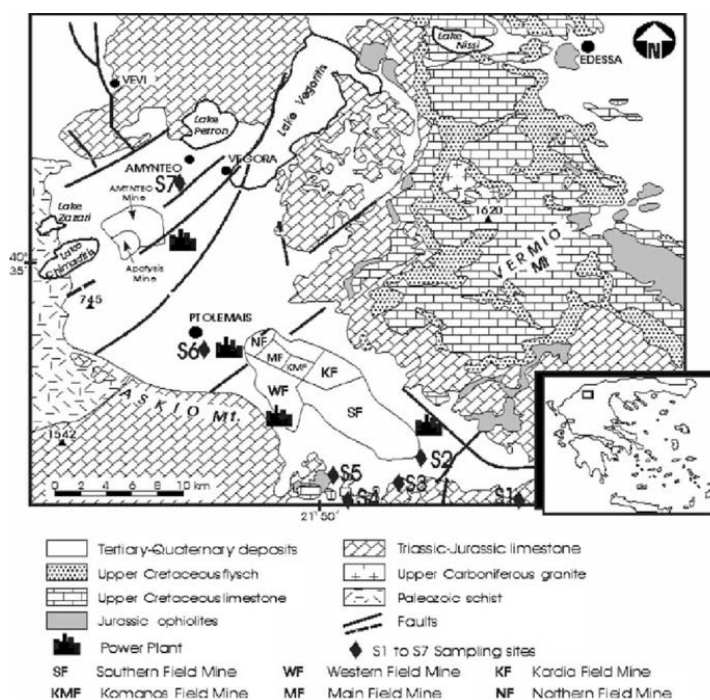 Lake Nissi
EDESSA
N
VEVI
Lake Petron
Lake Vegoritis
AMYNTEO
VEGORA
S7
AMYNTEO Mine
Lake Zazari
Lake Chimaditis
Apofysis Mine
1620
VERMIO Mt
40
35
745
PTOLEMAIS
S6
NF
MF
KMF
KF
WF
SF
ASKIO Mt.
1542
S2
S5
S3
S4
S1
0 2 4 6 8 10 km
21 50
Tertiary-Quaternary deposits
Triassic-Jurassic limestone
Upper Cretaceousflysch
Upper Carboniferous granite
Upper Cretaceouslimestone
Paleozoic schist
Jurassic ophiolites
Faults
Power Plant
S1 to S7 Sampling sites
SF Southern Field Mine WF Western Field Mine KF Kardia Field Mine
KMF Komanos Field Mine MF Main Field Mine NF Northern Field Mine